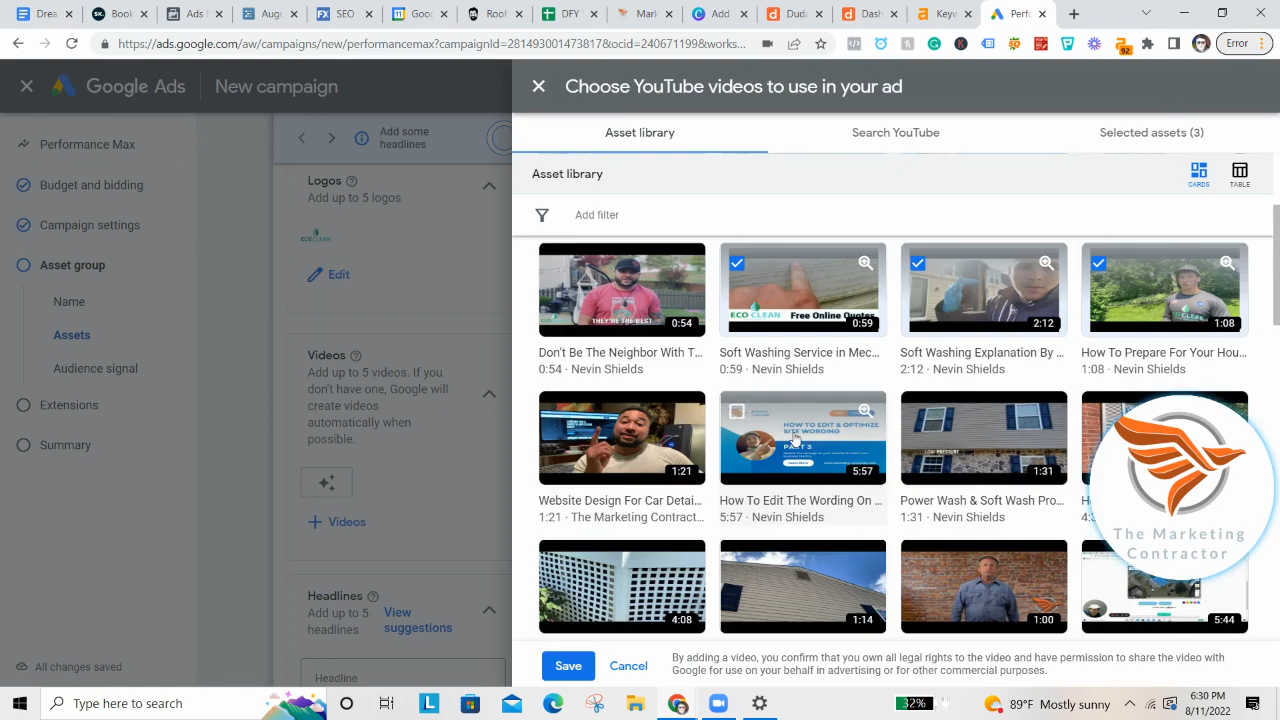 Drea
Boo
Ads
Aug
SEO
Goo
Roof
DFY
Mark
Add
Dud
Dash
Keyw
Perfo
https://ads.google.com/aw/campaigns/new/performancema...?campaignId=281493001473817&ocid=240671199&works...
92
Error
Google Ads
New campaign
Performance Max
Budget and bidding
Campaign settings
Asset group
Name
Assets
Audience signal
Extensions
Summary
All changes saved
Add some
headlines
Logos
Add up to 5 logos
ECO CLEAN
Edit
Videos
Add up to 5 videos. If you
don't have one, Google will
create videos
automatically when
possible.
+ Videos
Headlines
Add up to 5
headlines
View
suggestions
Headline
Choose YouTube videos to use in your ad
Asset library
Search YouTube
Selected assets (3)
Asset library
CARDS
TABLE
Add filter
THEY'RE THE BEST
0:54
ECO CLEAN
Free Online Quotes
0:59
2:12
1:08
Don't Be The Neighbor With T...
0:54 · Nevin Shields
Soft Washing Service in Mec...
0:59 · Nevin Shields
Soft Washing Explanation By ...
2:12 · Nevin Shields
How To Prepare For Your Hou...
1:08 · Nevin Shields
1:21
HOW TO EDIT & OPTIMIZE
SITE WORDING
PART 3
5:57
LOW PRESSURE
1:31
Website Design For Car Detai...
1:21 · The Marketing Contract...
How To Edit The Wording On ...
5:57 · Nevin Shields
Power Wash & Soft Wash Pro...
1:31 · Nevin Shields
The Marketing
Contractor
4:08
1:14
1:00
5:44
Save
Cancel
By adding a video, you confirm that you own all legal rights to the video and have permission to share the video with
Google for use on your behalf in advertising or for other commercial purposes.
Type here to search
32%
89°F Mostly sunny
6:30 PM
8/11/2022